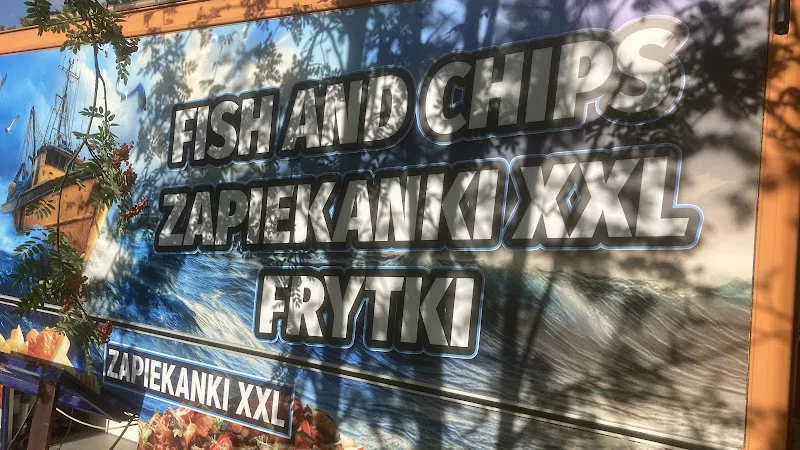 FISH AND CHIPS
ZAPIEKANKI XXL
FRYTKI
ZAPIEKANKI XXL